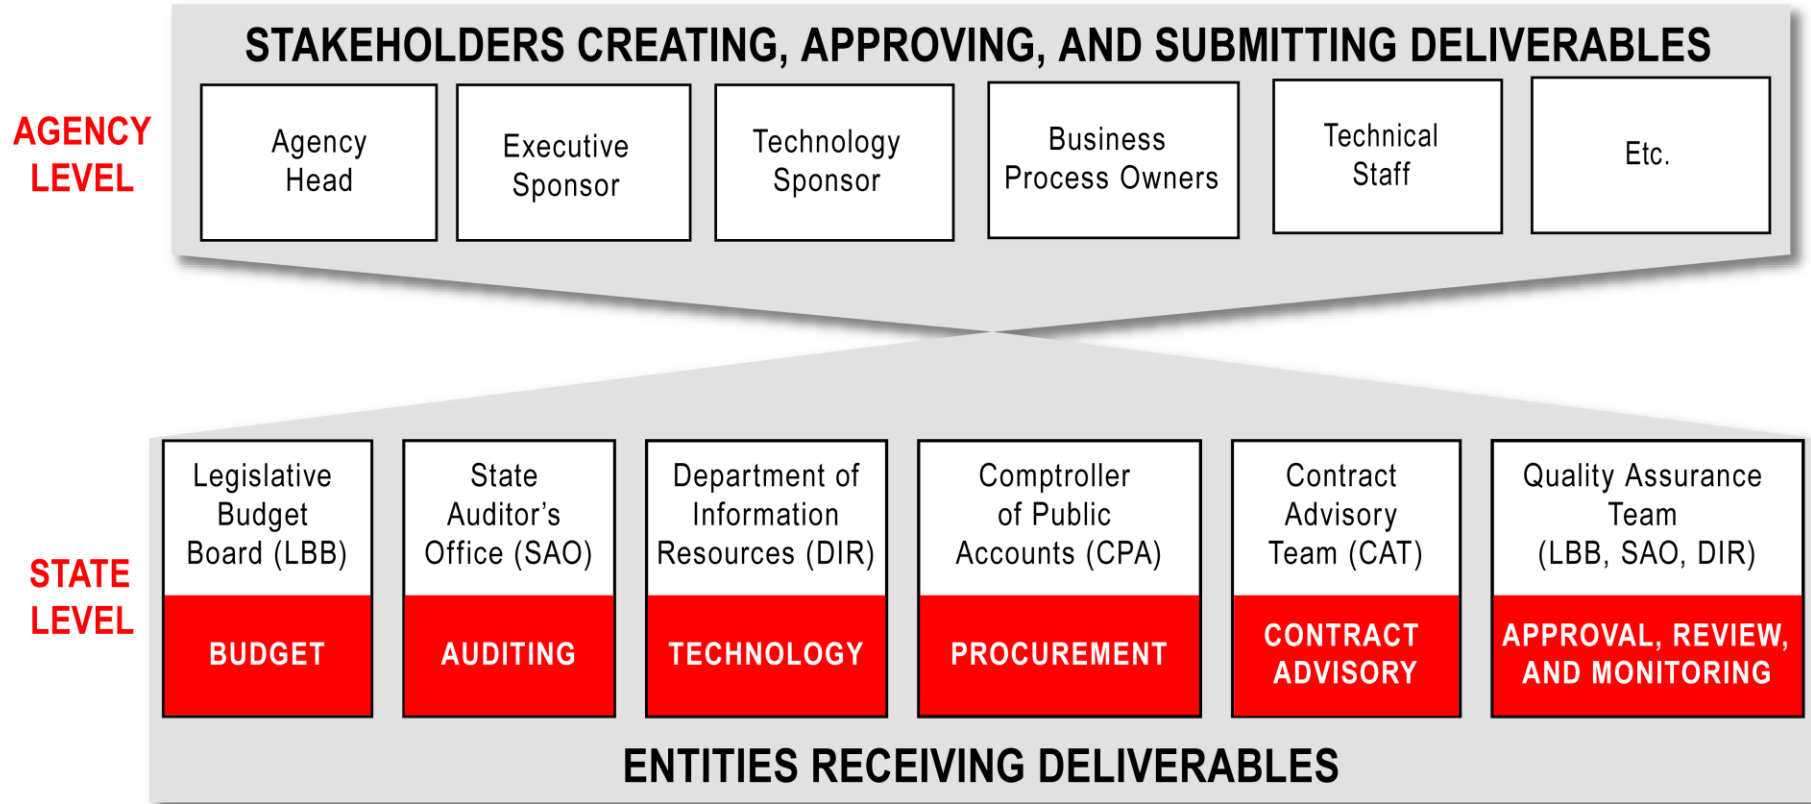 STAKEHOLDERS CREATING, APPROVING, AND SUBMITTING DELIVERABLES
AGENCY
LEVEL
Agency
Head
Executive
Sponsor
Technology
Sponsor
Business
Process Owners
Technical
Staff
Etc.
STATE
LEVEL
Legislative
Budget
Board (LBB)
BUDGET
State
Auditor’s
Office (SAO)
AUDITING
Department of
Information
Resources (DIR)
TECHNOLOGY
Comptroller
of Public
Accounts (CPA)
PROCUREMENT
Contract
Advisory
Team (CAT)
CONTRACT
ADVISORY
Quality Assurance
Team
(LBB, SAO, DIR)
APPROVAL, REVIEW,
AND MONITORING
ENTITIES RECEIVING DELIVERABLES